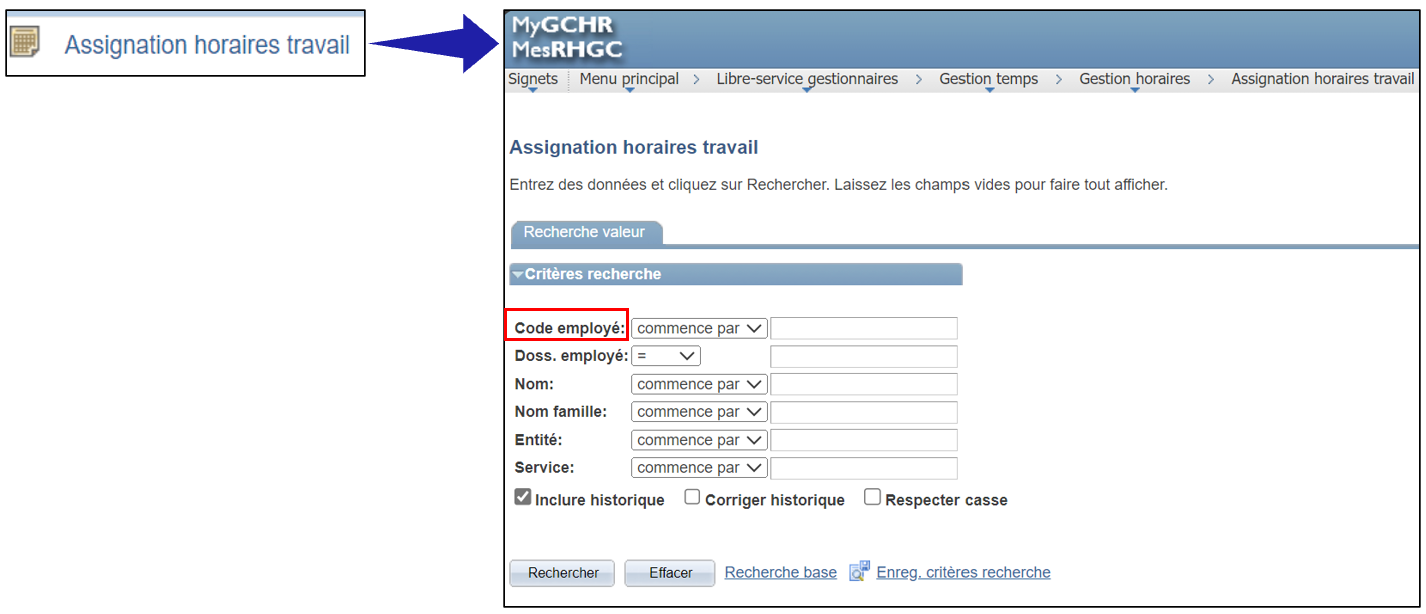 Assignation horaires travail
MyGCHR
MesRHGC
Signets Menu principal > Libre-service gestionnaires > Gestion temps > Gestion horaires > Assignation horaires travail
Assignation horaires travail
Entrez des données et cliquez sur Rechercher. Laissez les champs vides pour faire tout afficher.
Recherche valeur
Critères recherche
Code employé: commence par
Doss. employé: =
Nom: commence par
Nom famille: commence par
Entité: commence par
Service: commence par
Inclure historique Corriger historique Respecter casse
Rechercher Effacer Recherche base Enreg. critères recherche